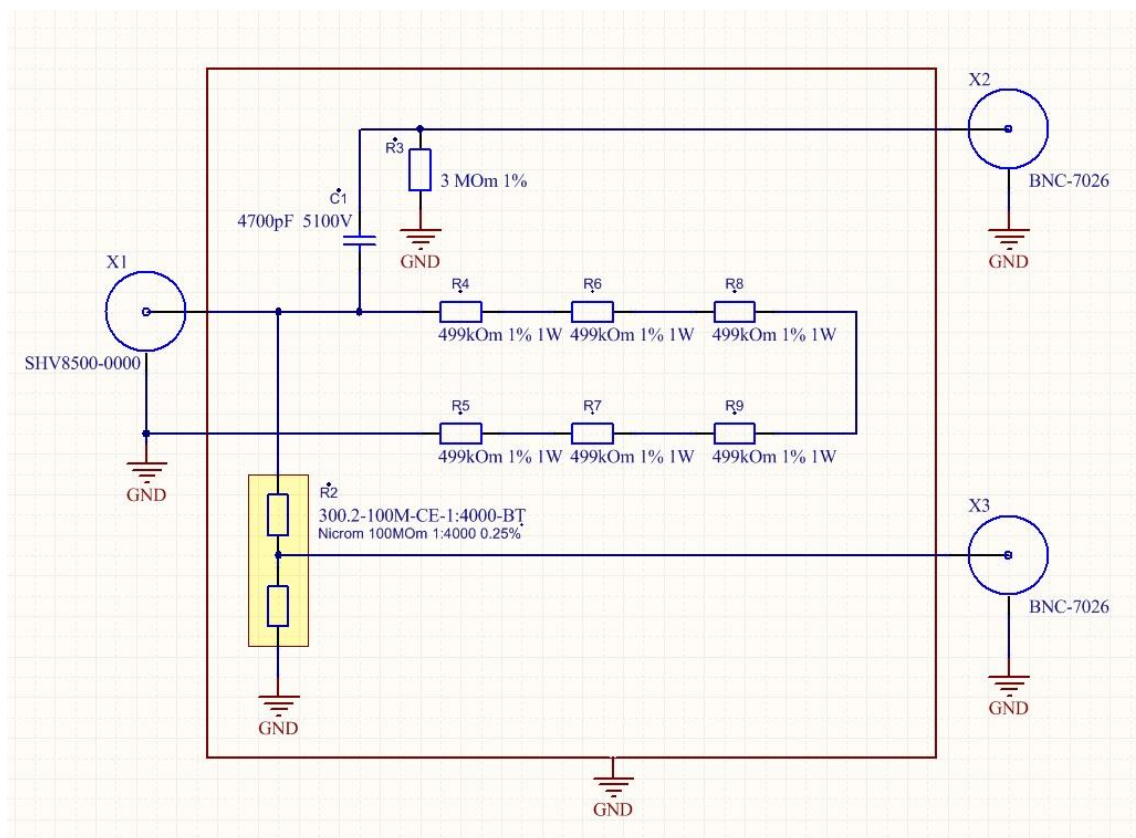 X2
R3
3 MOm 1%
BNC-7026
C1
4700pF 5100V
GND
GND
X1
R4
R6
R8
499kOm 1% 1W
499kOm 1% 1W
499kOm 1% 1W
SHV8500-0000
R5
R7
R9
499kOm 1% 1W
499kOm 1% 1W
499kOm 1% 1W
GND
R2
300.2-100M-CE-1:4000-BT
Nicrom 100MOm 1:4000 0.25%
X3
BNC-7026
GND
GND
GND